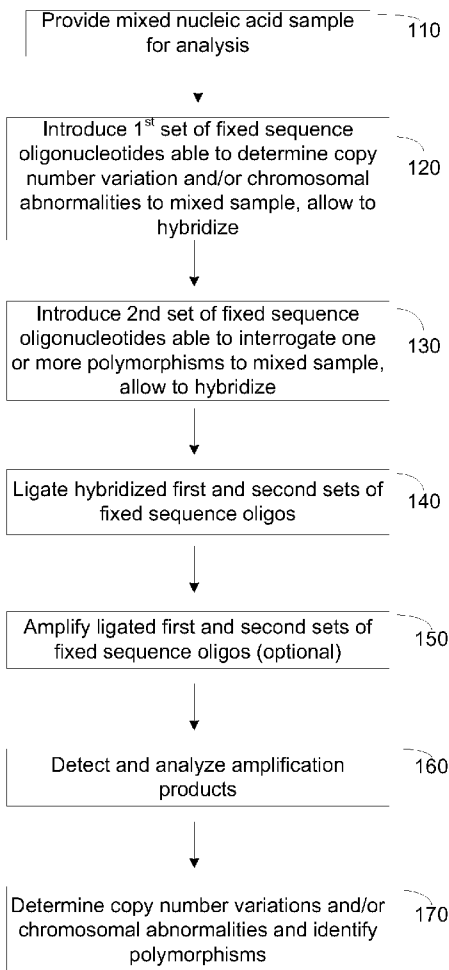 Provide mixed nucleic acid sample
for analysis
110
Introduce 1st set of fixed sequence
oligonucleotides able to determine copy
number variation and/or chromosomal
abnormalities to mixed sample, allow to
hybridize
120
Introduce 2nd set of fixed sequence
oligonucleotides able to interrogate one
or more polymorphisms to mixed sample,
allow to hybridize
130
Ligate hybridized first and second sets of
fixed sequence oligos
140
Amplify ligated first and second sets of
fixed sequence oligos (optional)
150
Detect and analyze amplification
products
160
Determine copy number variations and/or
chromosomal abnormalities and identify
polymorphisms
170